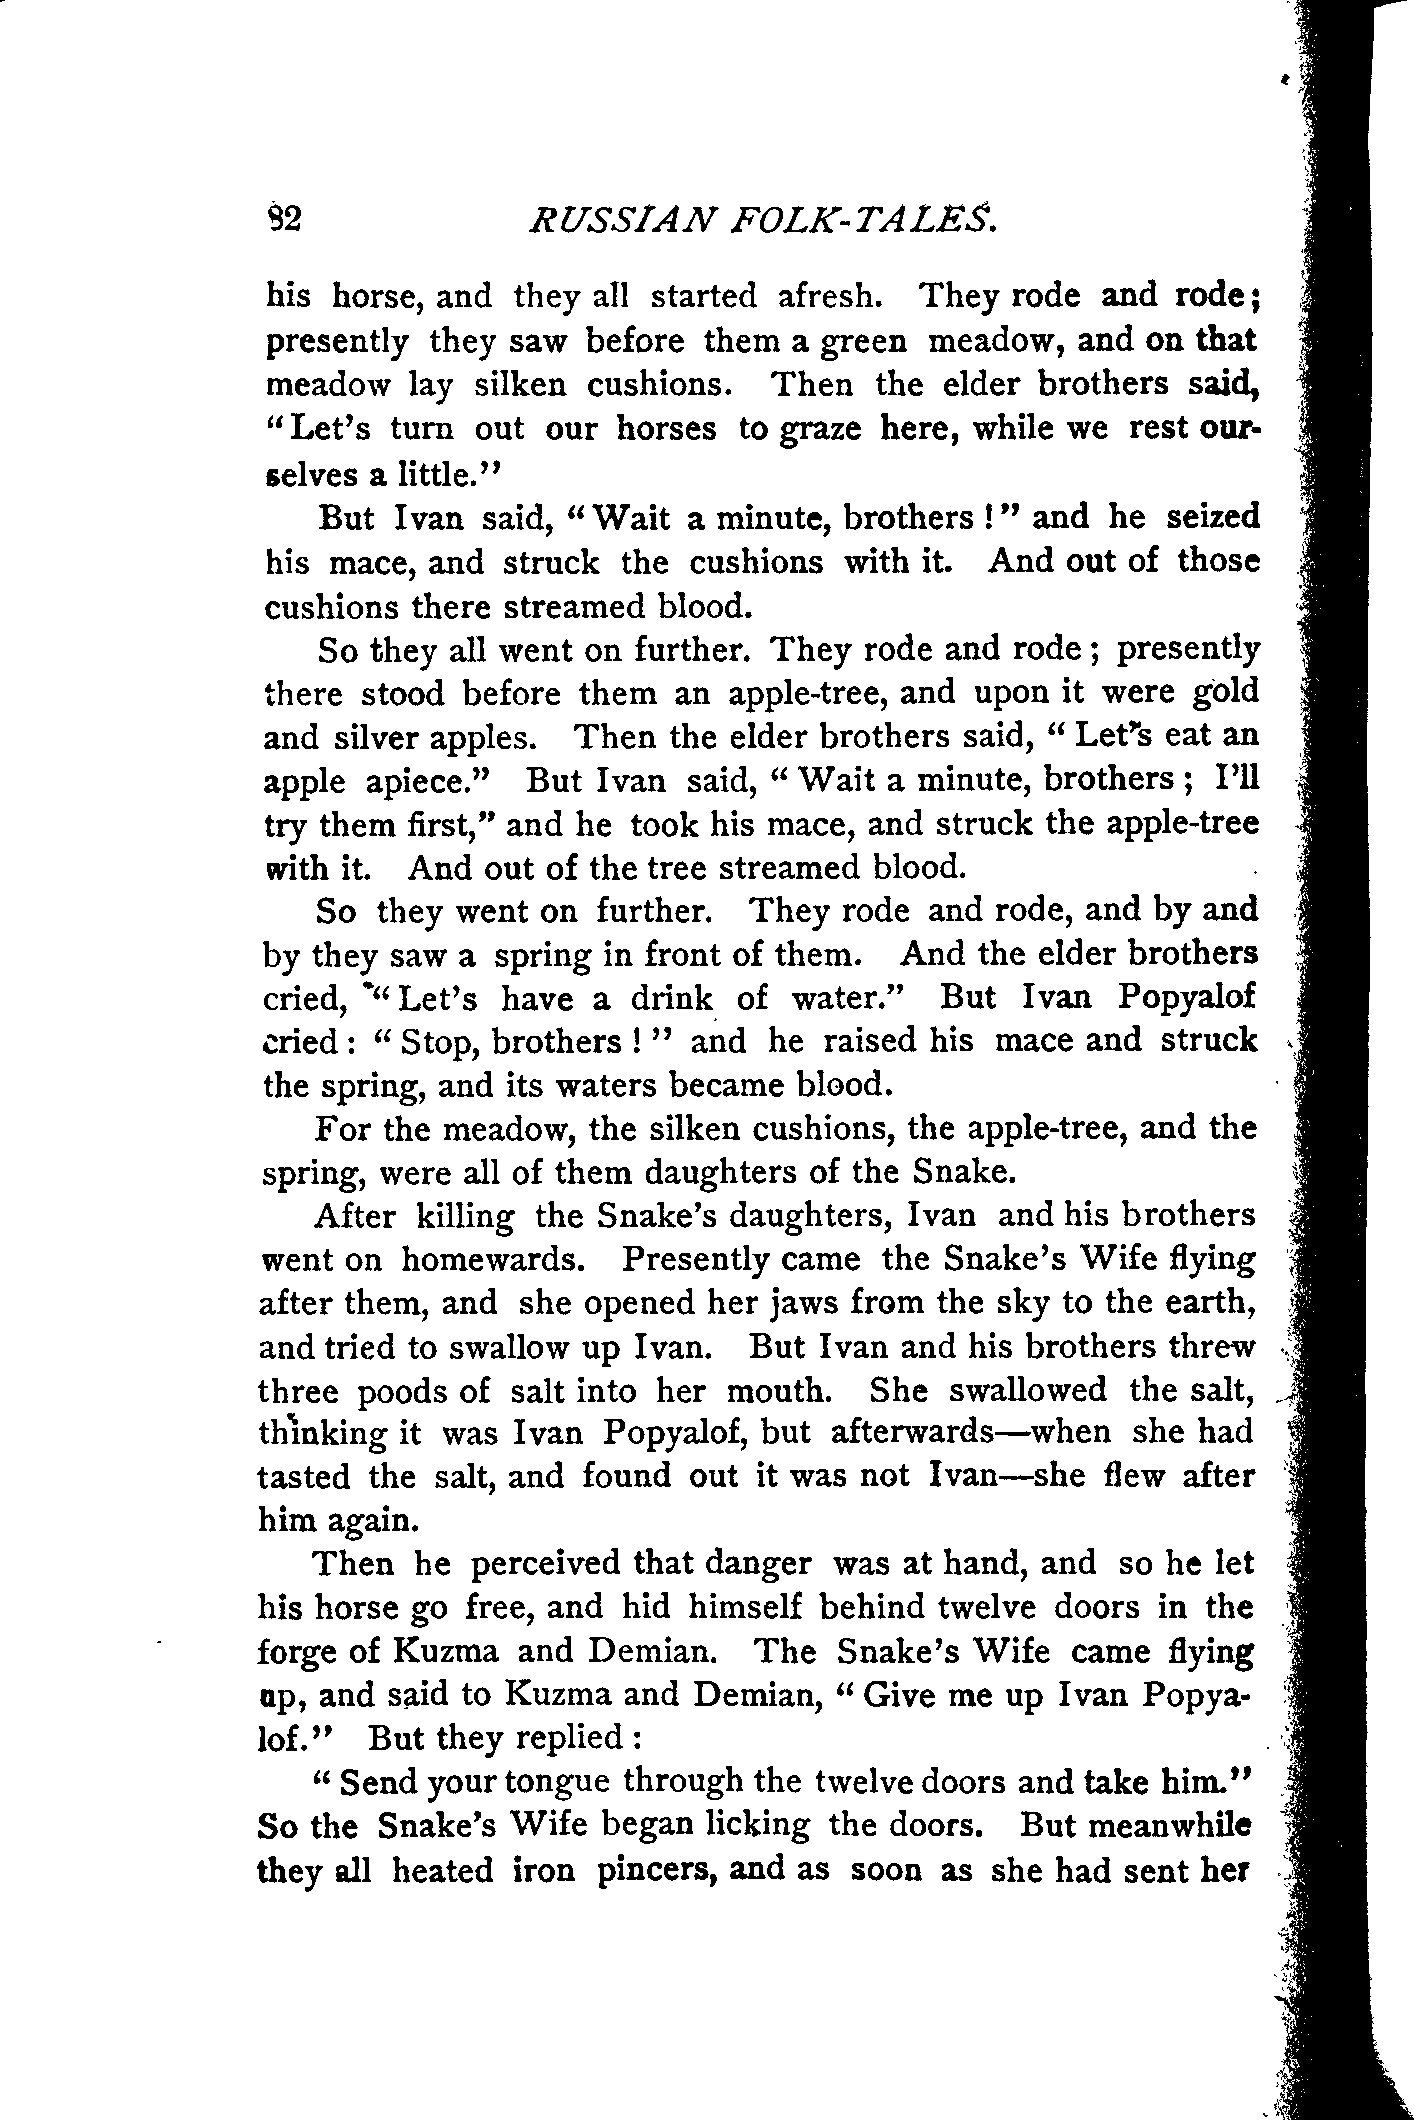 82 RUSSIAN FOLK-TALES.
his horse, and they all started afresh. They rode and rode;
presently they saw before them a green meadow, and on that
meadow lay silken cushions. Then the elder brothers said,
"Let's turn out our horses to graze here, while we rest our-
selves a little."
But Ivan said, "Wait a minute, brothers!" and he seized
his mace, and struck the cushions with it. And out of those
cushions there streamed blood.
So they all went on further. They rode and rode; presently
there stood before them an apple-tree, and upon it were gold
and silver apples. Then the elder brothers said, "Let's eat an
apple apiece." But Ivan said, "Wait a minute, brothers; I'll
try them first," and he took his mace, and struck the apple-tree
with it. And out of the tree streamed blood.
So they went on further. They rode and rode, and by and
by they saw a spring in front of them. And the elder brothers
cried, "Let's have a drink of water." But Ivan Popyalof
cried: "Stop, brothers!" and he raised his mace and struck
the spring, and its waters became blood.
For the meadow, the silken cushions, the apple-tree, and the
spring, were all of them daughters of the Snake.
After killing the Snake's daughters, Ivan and his brothers
went on homewards. Presently came the Snake's Wife flying
after them, and she opened her jaws from the sky to the earth,
and tried to swallow up Ivan. But Ivan and his brothers threw
three poods of salt into her mouth. She swallowed the salt,
thinking it was Ivan Popyalof, but afterwards—when she had
tasted the salt, and found out it was not Ivan—she flew after
him again.
Then he perceived that danger was at hand, and so he let
his horse go free, and hid himself behind twelve doors in the
forge of Kuzma and Demian. The Snake's Wife came flying
up, and said to Kuzma and Demian, "Give me up Ivan Popya-
lof." But they replied:
"Send your tongue through the twelve doors and take him."
So the Snake's Wife began licking the doors. But meanwhile
they all heated iron pincers, and as soon as she had sent her